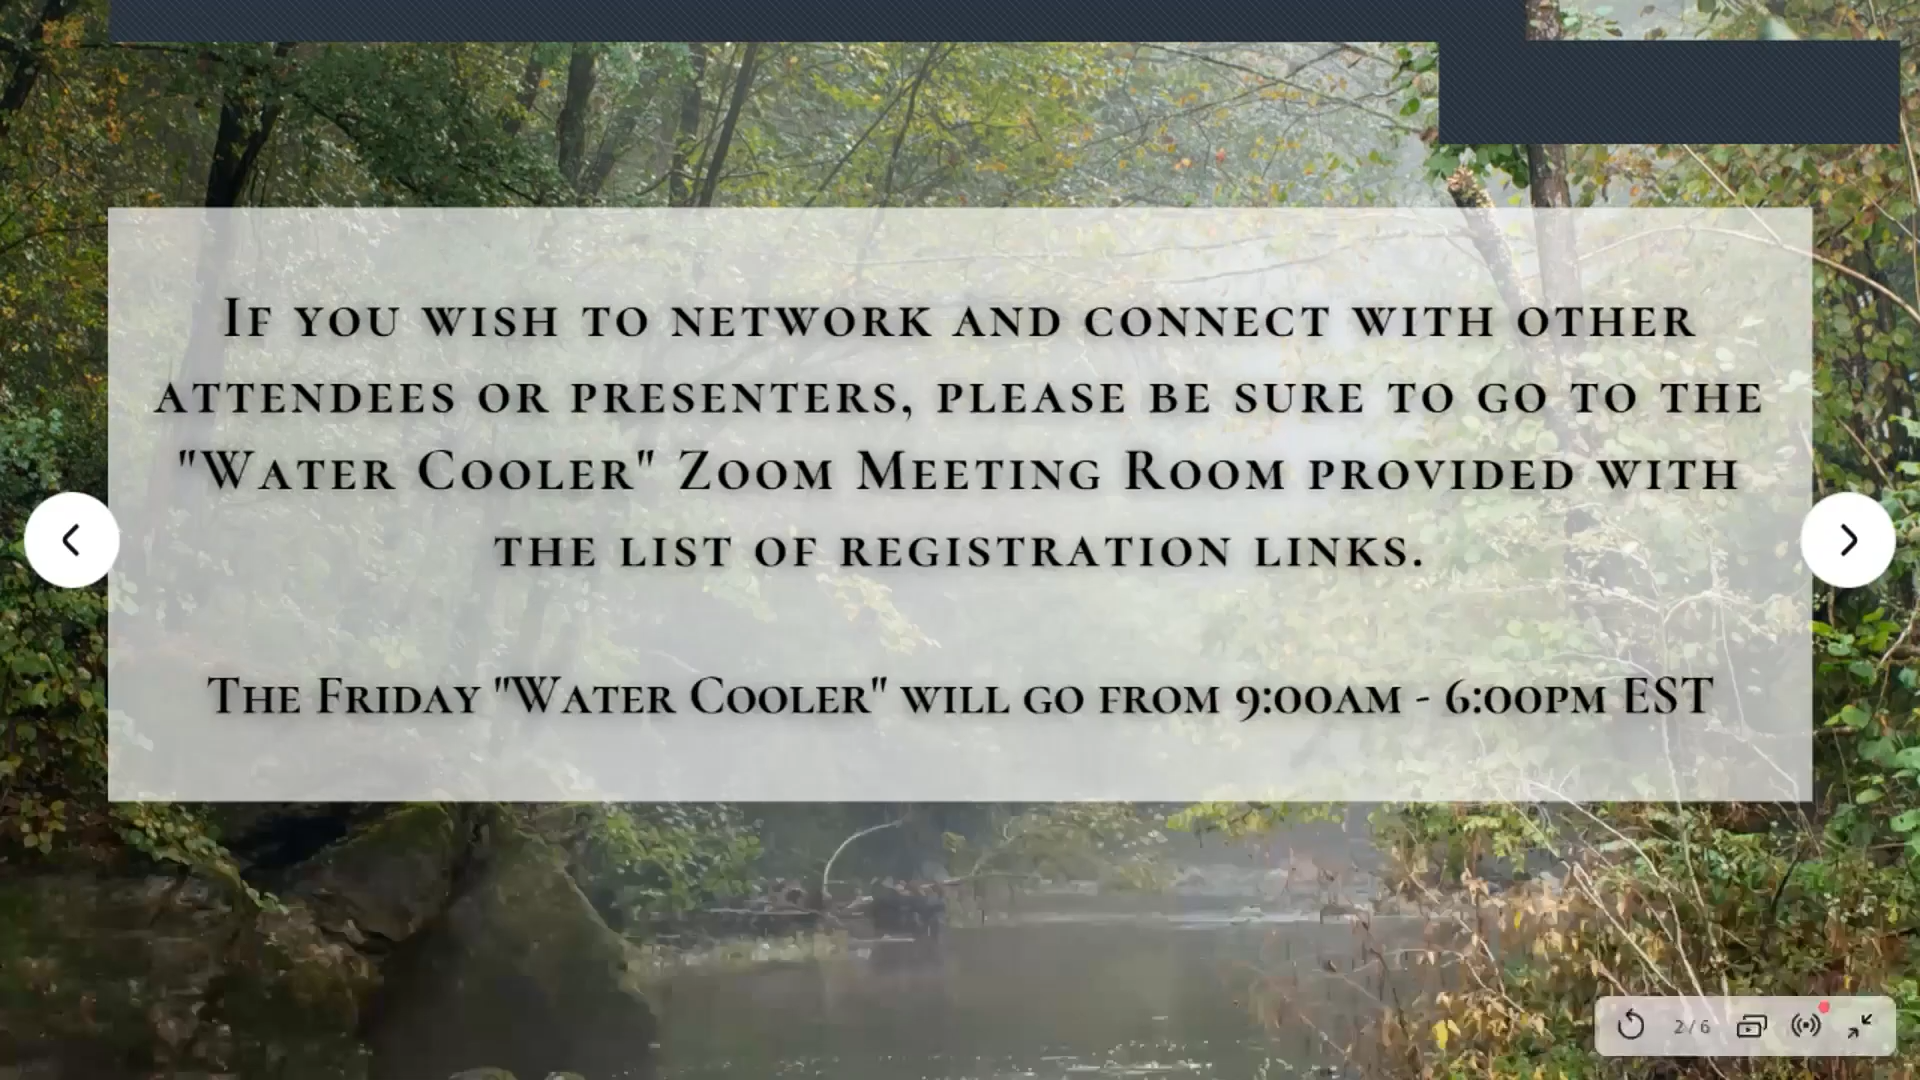 If you wish to network and connect with other
attendees or presenters, please be sure to go to the
"Water Cooler" Zoom Meeting Room provided with
the list of registration links.
The Friday "Water Cooler" will go from 9:00am - 6:00pm EST
2 / 6